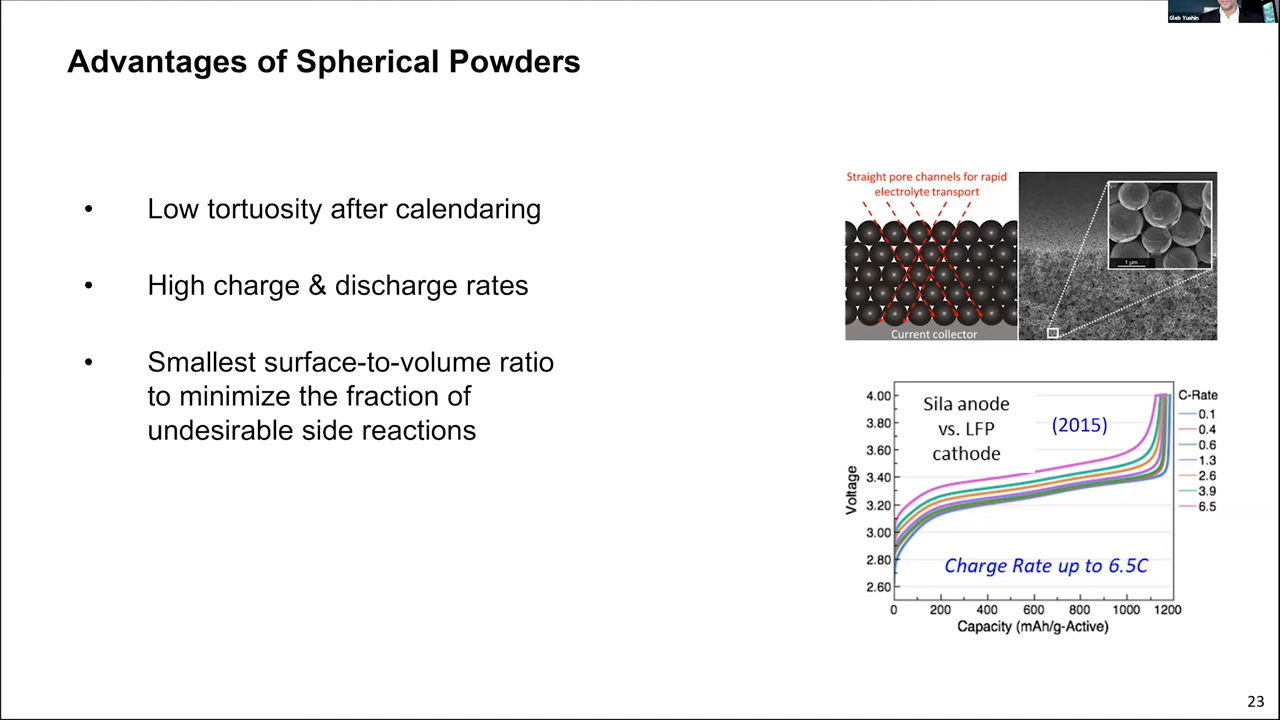 Gleb Yushin
Advantages of Spherical Powders
• Low tortuosity after calendaring
• High charge & discharge rates
• Smallest surface-to-volume ratio
to minimize the fraction of
undesirable side reactions
Straight pore channels for rapid
electrolyte transport
Current collector
1 µm
Sila anode
vs. LFP
cathode
(2015)
Charge Rate up to 6.5C
Voltage
4.00
3.80
3.60
3.40
3.20
3.00
2.80
2.60
0 200 400 600 800 1000 1200
Capacity (mAh/g-Active)
C-Rate
0.1
0.4
0.6
1.3
2.6
3.9
6.5
23